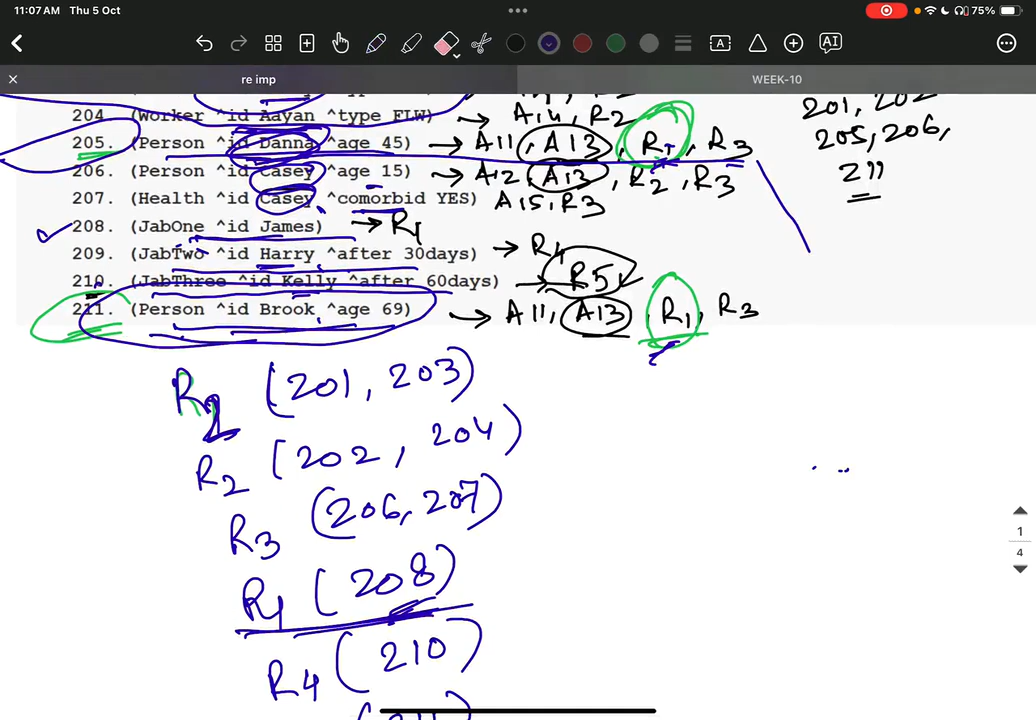 11:07AM Thu 5 Oct
75%
A
AI
re imp
WEEK-10
204. (Worker ^id Aayan ^type FLW) → A14, R2
205. (Person ^id Danna ^age 45) → A11, A13, R1, R3
206. (Person ^id Casey ^age 15) → A12, A13, R2, R3
207. (Health ^id Casey ^comorbid YES) A15, R3
208. (JabOne ^id James) → R4
209. (JabTwo ^id Harry ^after 30days) → R4
210. (JabThree ^id Kelly ^after 60days) → R5
211. (Person ^id Brook ^age 69) → A11, A13, R1, R3
201, 202
205, 206,
211
(201, 203)
R2 (202, 204)
R3 (206, 207)
R4 (208)
R4 (210)
1
4